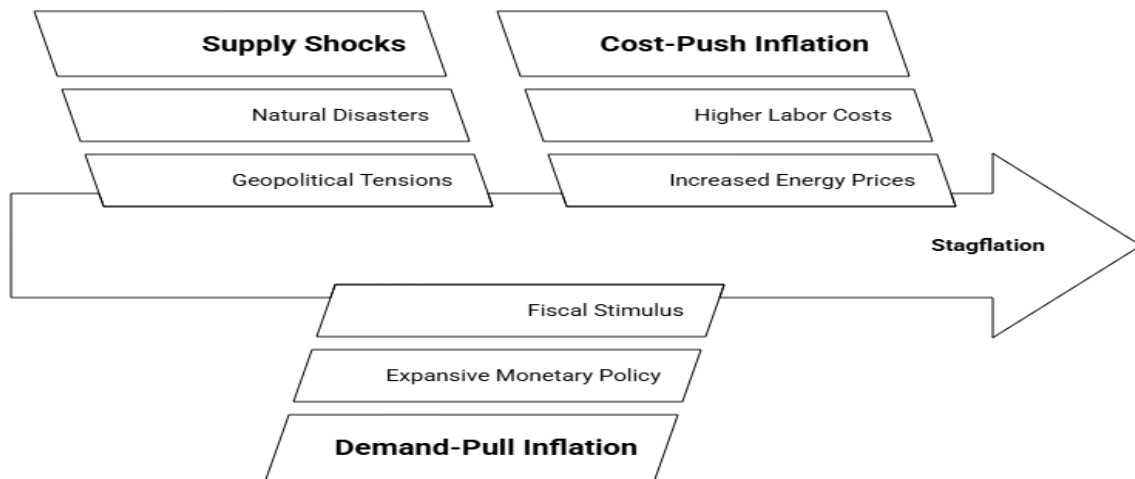 Supply Shocks
Cost-Push Inflation
Natural Disasters
Higher Labor Costs
Geopolitical Tensions
Increased Energy Prices
Stagflation
Fiscal Stimulus
Expansive Monetary Policy
Demand-Pull Inflation